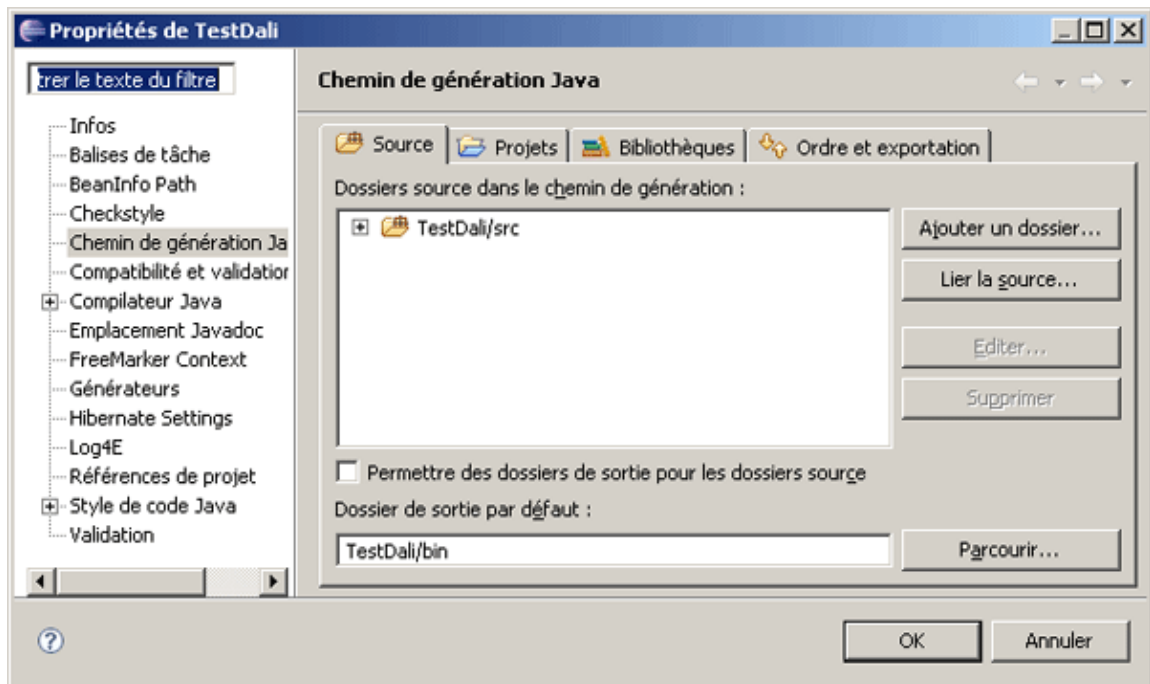 Propriétés de TestDali
trer le texte du filtre
Infos
Balises de tâche
BeanInfo Path
Checkstyle
Chemin de génération Ja
Compatibilité et validation
Compilateur Java
Emplacement Javadoc
FreeMarker Context
Générateurs
Hibernate Settings
Log4E
Références de projet
Style de code Java
Validation
Chemin de génération Java
Source Projets Bibliothèques Ordre et exportation
Dossiers source dans le chemin de génération :
TestDali/src
Ajouter un dossier...
Lier la source...
Editer...
Supprimer
Permettre des dossiers de sortie pour les dossiers source
Dossier de sortie par défaut :
TestDali/bin
Parcourir...
OK Annuler